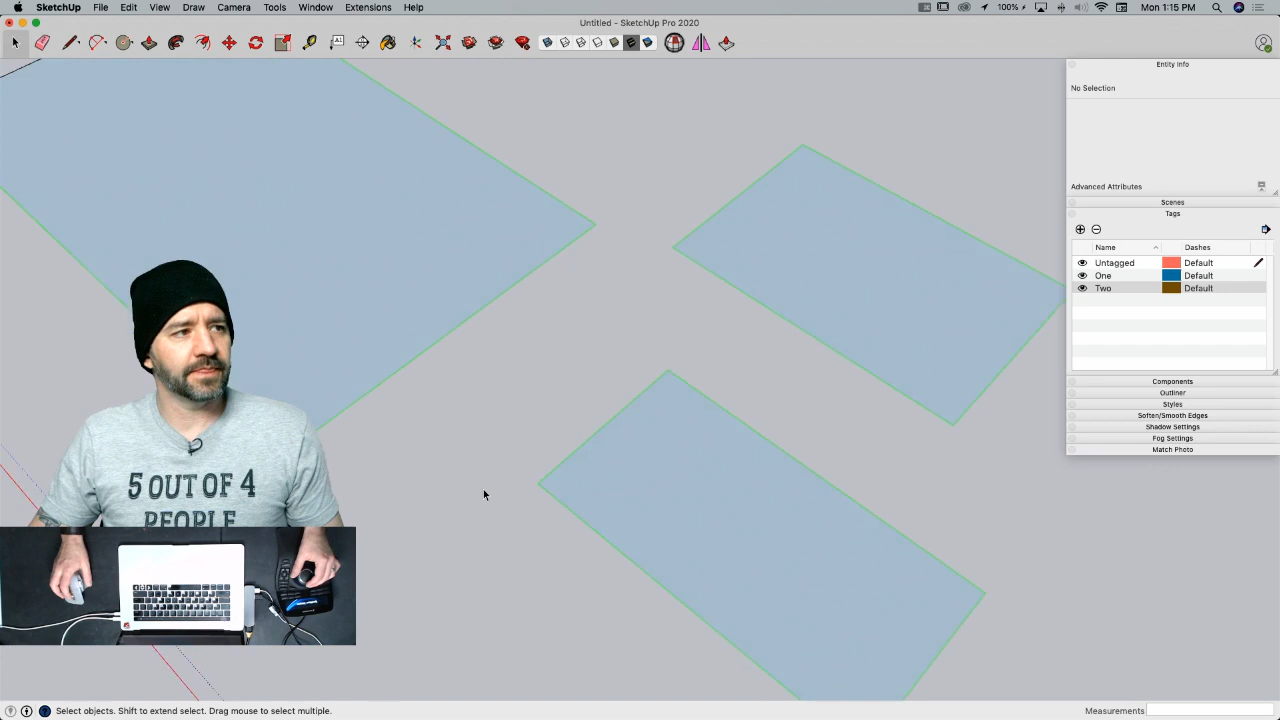 SketchUp File Edit View Draw Camera Tools Window Extensions Help 100% Mon 1:15 PM
Untitled - SketchUp Pro 2020
Entity Info
No Selection
Advanced Attributes
Scenes
Tags
Name Dashes
Untagged Default
One Default
Two Default
Components
Outliner
Styles
Soften/Smooth Edges
Shadow Settings
Fog Settings
Match Photo
5 OUT OF 4
PEOPLE
Select objects. Shift to extend select. Drag mouse to select multiple. Measurements